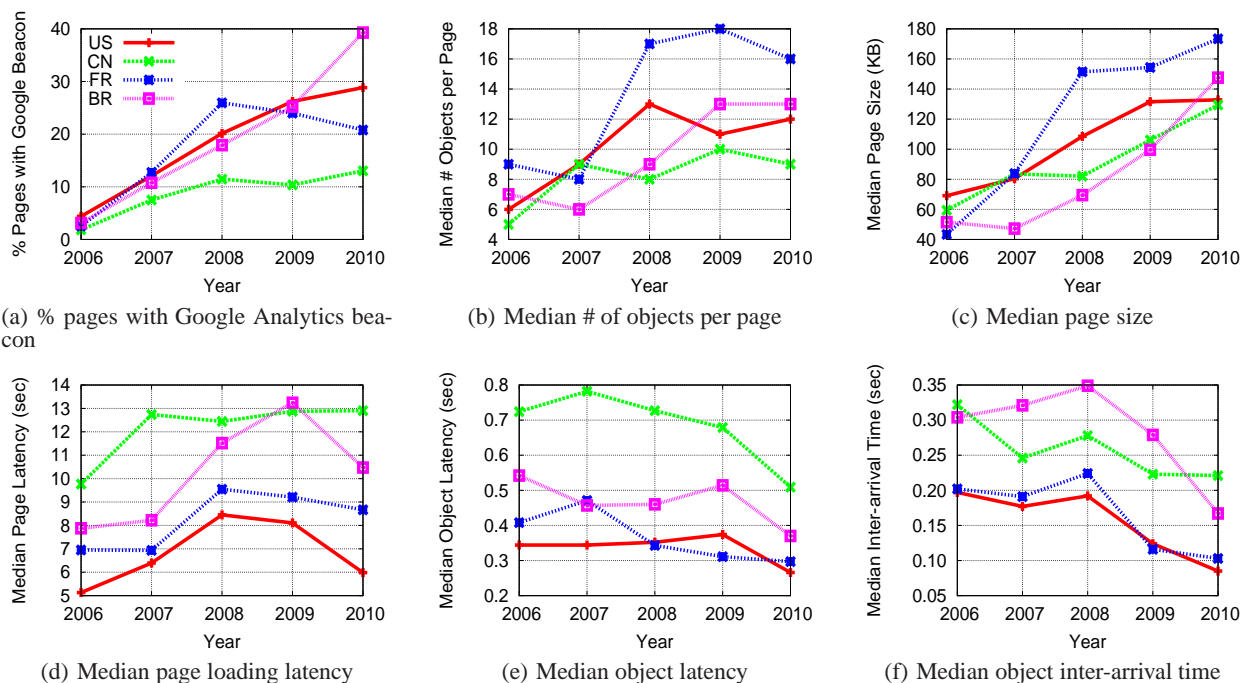 % Pages with Google Beacon
40
30
20
10
0
US
CN
FR
BR
2006 2007 2008 2009 2010
Year
(a) % pages with Google Analytics bea-
con
Median # Objects per Page
18
16
14
12
10
8
6
4
2006 2007 2008 2009 2010
Year
(b) Median # of objects per page
Median Page Size (KB)
180
160
140
120
100
80
60
40
2006 2007 2008 2009 2010
Year
(c) Median page size
Median Page Latency (sec)
14
13
12
11
10
9
8
7
6
5
2006 2007 2008 2009 2010
Year
(d) Median page loading latency
Median Object Latency (sec)
0.8
0.7
0.6
0.5
0.4
0.3
0.2
2006 2007 2008 2009 2010
Year
(e) Median object latency
Median Inter-arrival Time (sec)
0.35
0.30
0.25
0.20
0.15
0.10
0.05
2006 2007 2008 2009 2010
Year
(f) Median object inter-arrival time